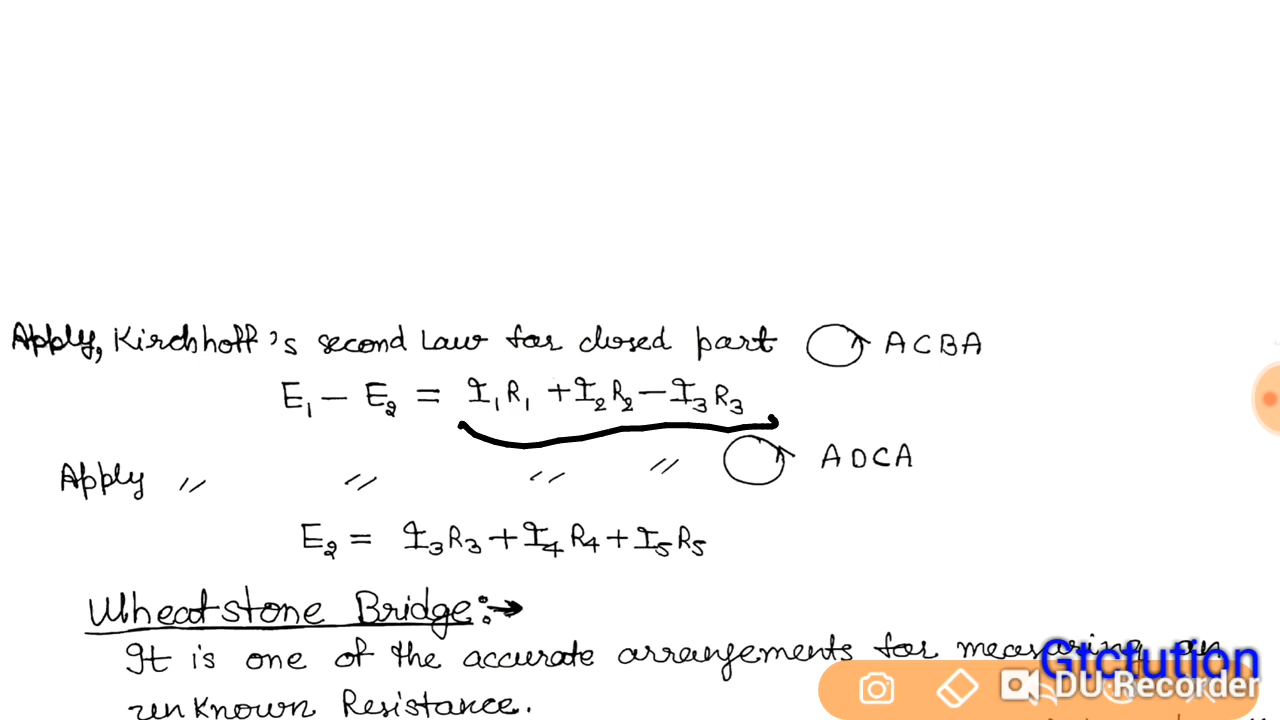 Apply, Kirchhoff's second Law for closed part ACBA
E₁ - E₂ = I₁R₁ + I₂R₂ - I₃R₃
Apply " " " " ADCA
E₂ = I₃R₃ + I₄R₄ + I₅R₅
Wheatstone Bridge :→
It is one of the accurate arrangements for measuring an
unknown Resistance.
Gtctution
DU Recorder